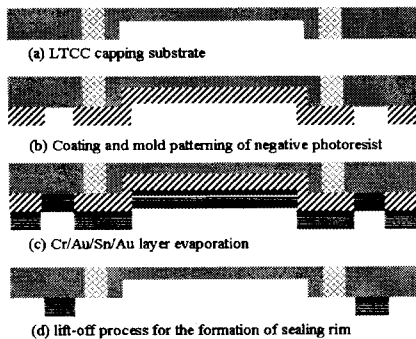 (a) LTCC capping substrate
(b) Coating and mold patterning of negative photoresist
(c) Cr/Au/Sn/Au layer evaporation
(d) lift-off process for the formation of sealing rim